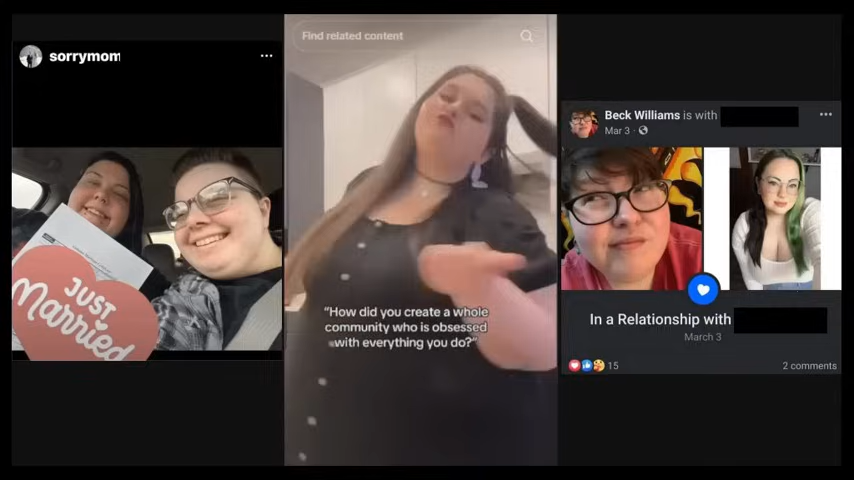 sorrymom
JUST
Married
Find related content
"How did you create a whole
community who is obsessed
with everything you do?"
Beck Williams is with
Mar 3 ·
In a Relationship with
March 3
15
2 comments